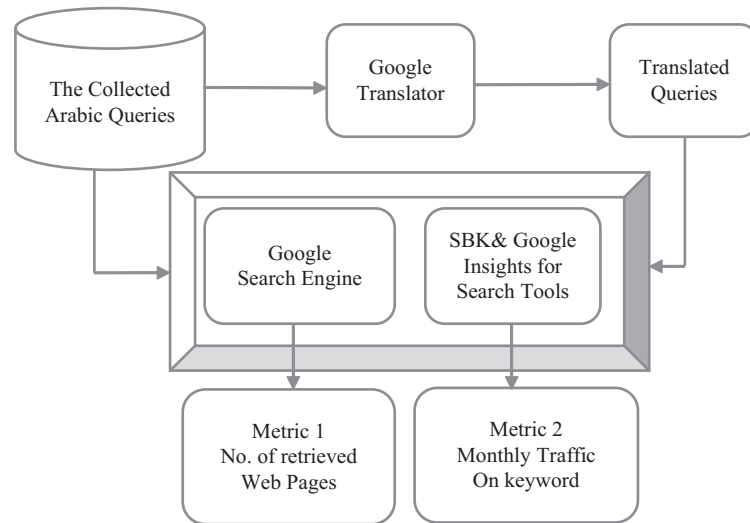 The Collected
Arabic Queries
Google
Translator
Translated
Queries
Google
Search Engine
SBK& Google
Insights for
Search Tools
Metric 1
No. of retrieved
Web Pages
Metric 2
Monthly Traffic
On keyword